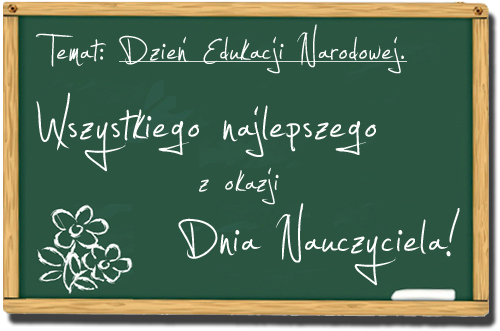 Temat: Dzień Edukacji Narodowej.
Wszystkiego najlepszego
z okazji
Dnia Nauczyciela!